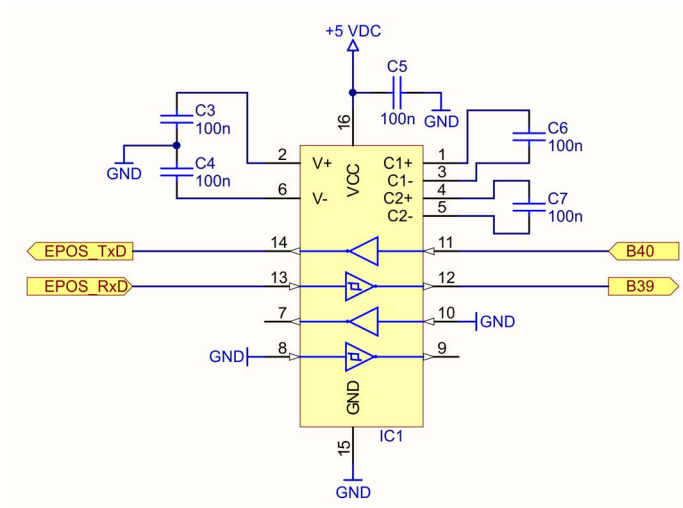 +5 VDC
C5
100n
GND
16
C3
100n
C4
100n
GND
C6
100n
C7
100n
2
V+
VCC
C1+
1
C1-
3
6
V-
C2+
4
C2-
5
EPOS_TxD
14
11
B40
EPOS_RxD
13
12
B39
7
10
GND
GND
8
9
GND
IC1
15
GND